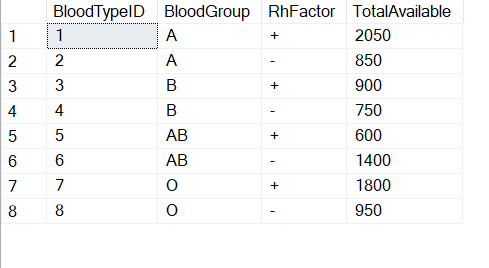 BloodTypeID BloodGroup RhFactor TotalAvailable
1 1 A + 2050
2 2 A - 850
3 3 B + 900
4 4 B - 750
5 5 AB + 600
6 6 AB - 1400
7 7 O + 1800
8 8 O - 950